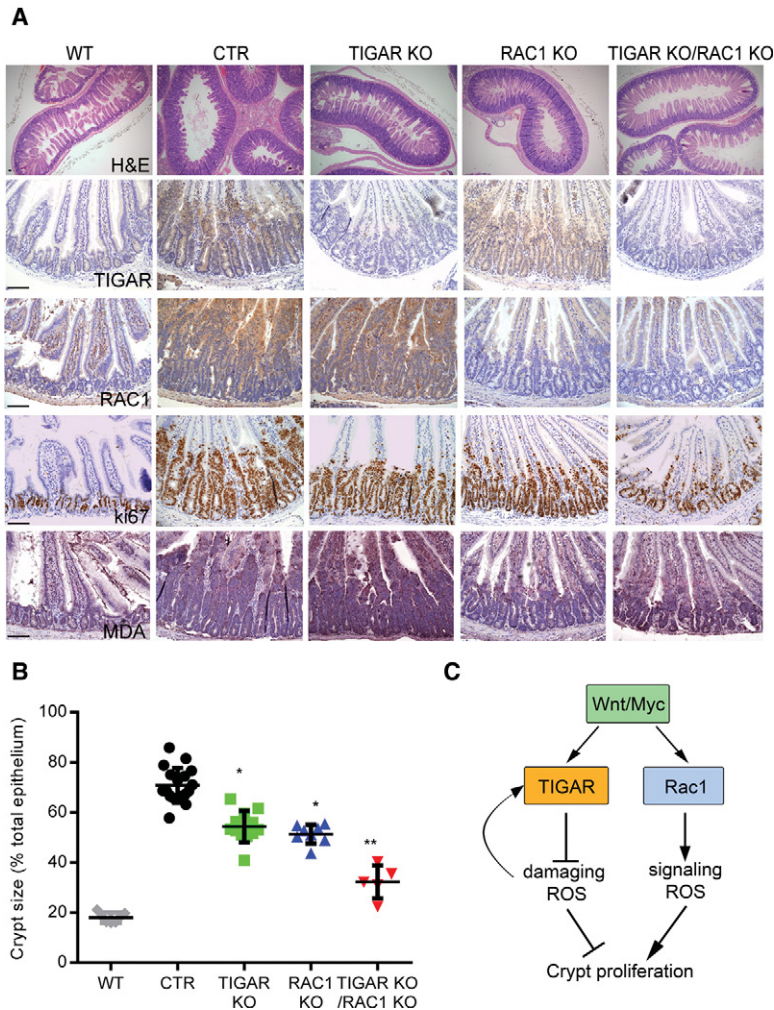 A
WT CTR TIGAR KO RAC1 KO TIGAR KO/RAC1 KO
H&E
TIGAR
RAC1
ki67
MDA
B
Crypt size (% total epithelium)
100
80
60
40
20
0
*
*
**
WT CTR TIGAR KO RAC1 KO TIGAR KO /RAC1 KO
C
Wnt/Myc
TIGAR Rac1
damaging ROS
signaling ROS
Crypt proliferation